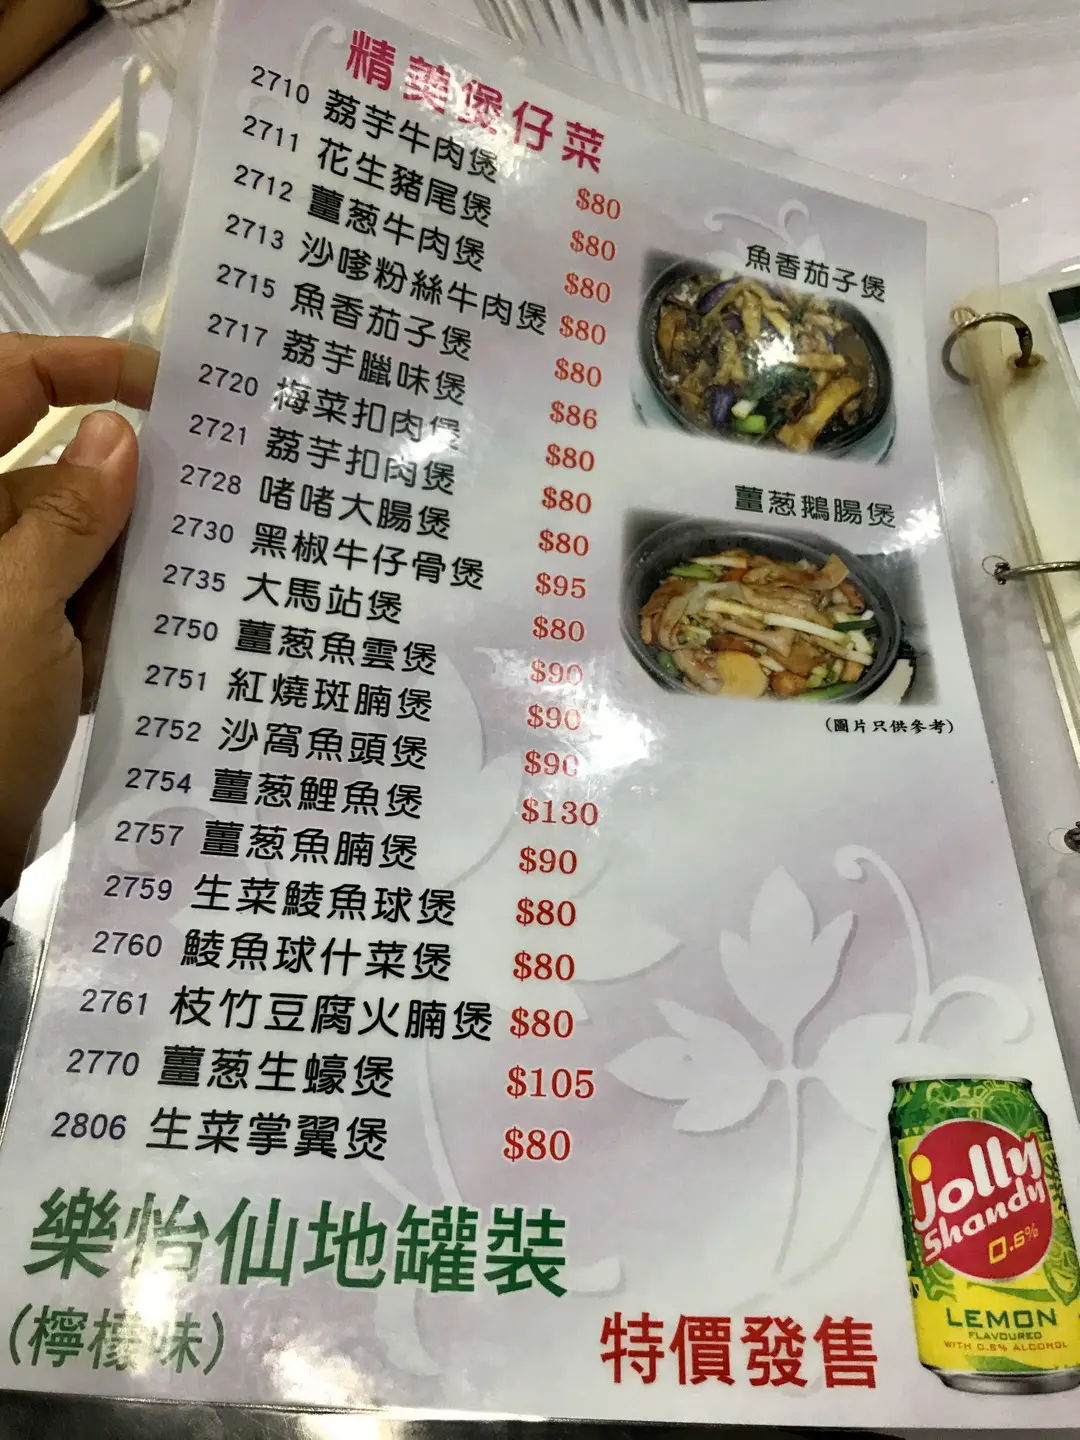 精美煲仔菜
2710 荔芋牛肉煲 $80
2711 花生豬尾煲 $80
2712 薑葱牛肉煲 $80
2713 沙嗲粉絲牛肉煲 $80
2715 魚香茄子煲 $80
2717 荔芋臘味煲 $86
2720 梅菜扣肉煲 $80
2721 荔芋扣肉煲 $80
2728 啫啫大腸煲 $80
2730 黑椒牛仔骨煲 $95
2735 大馬站煲 $80
2750 薑葱魚雲煲 $90
2751 紅燒斑腩煲 $90
2752 沙窩魚頭煲 $90
2754 薑葱鯉魚煲 $130
2757 薑葱魚腩煲 $90
2759 生菜鯪魚球煲 $80
2760 鯪魚球什菜煲 $80
2761 枝竹豆腐火腩煲 $80
2770 薑葱生蠔煲 $105
2806 生菜掌翼煲 $80
魚香茄子煲
薑葱鵝腸煲
(圖片只供參考)
樂怡仙地罐裝
(檸檬味)
特價發售
Jolly
Shandy
0.6%
LEMON
FLAVOURED
WITH 0.6% ALCOHOL